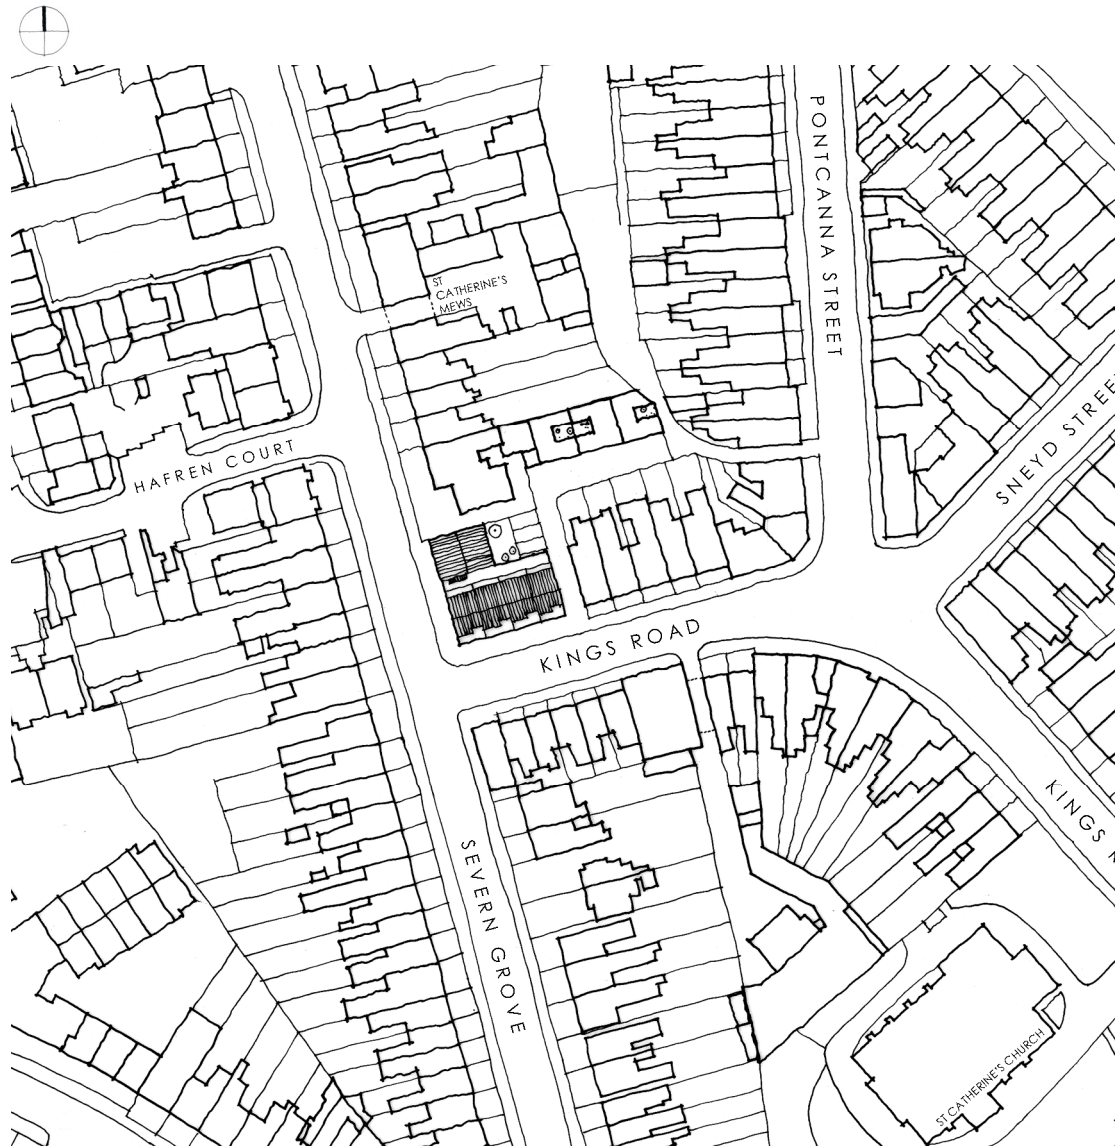 PONTCANNA STREET
ST
CATHERINE'S
MEWS
SNEYD STREE
HAFREN COURT
KINGS ROAD
KINGS
SEVERN GROVE
ST CATHERINE'S CHURCH